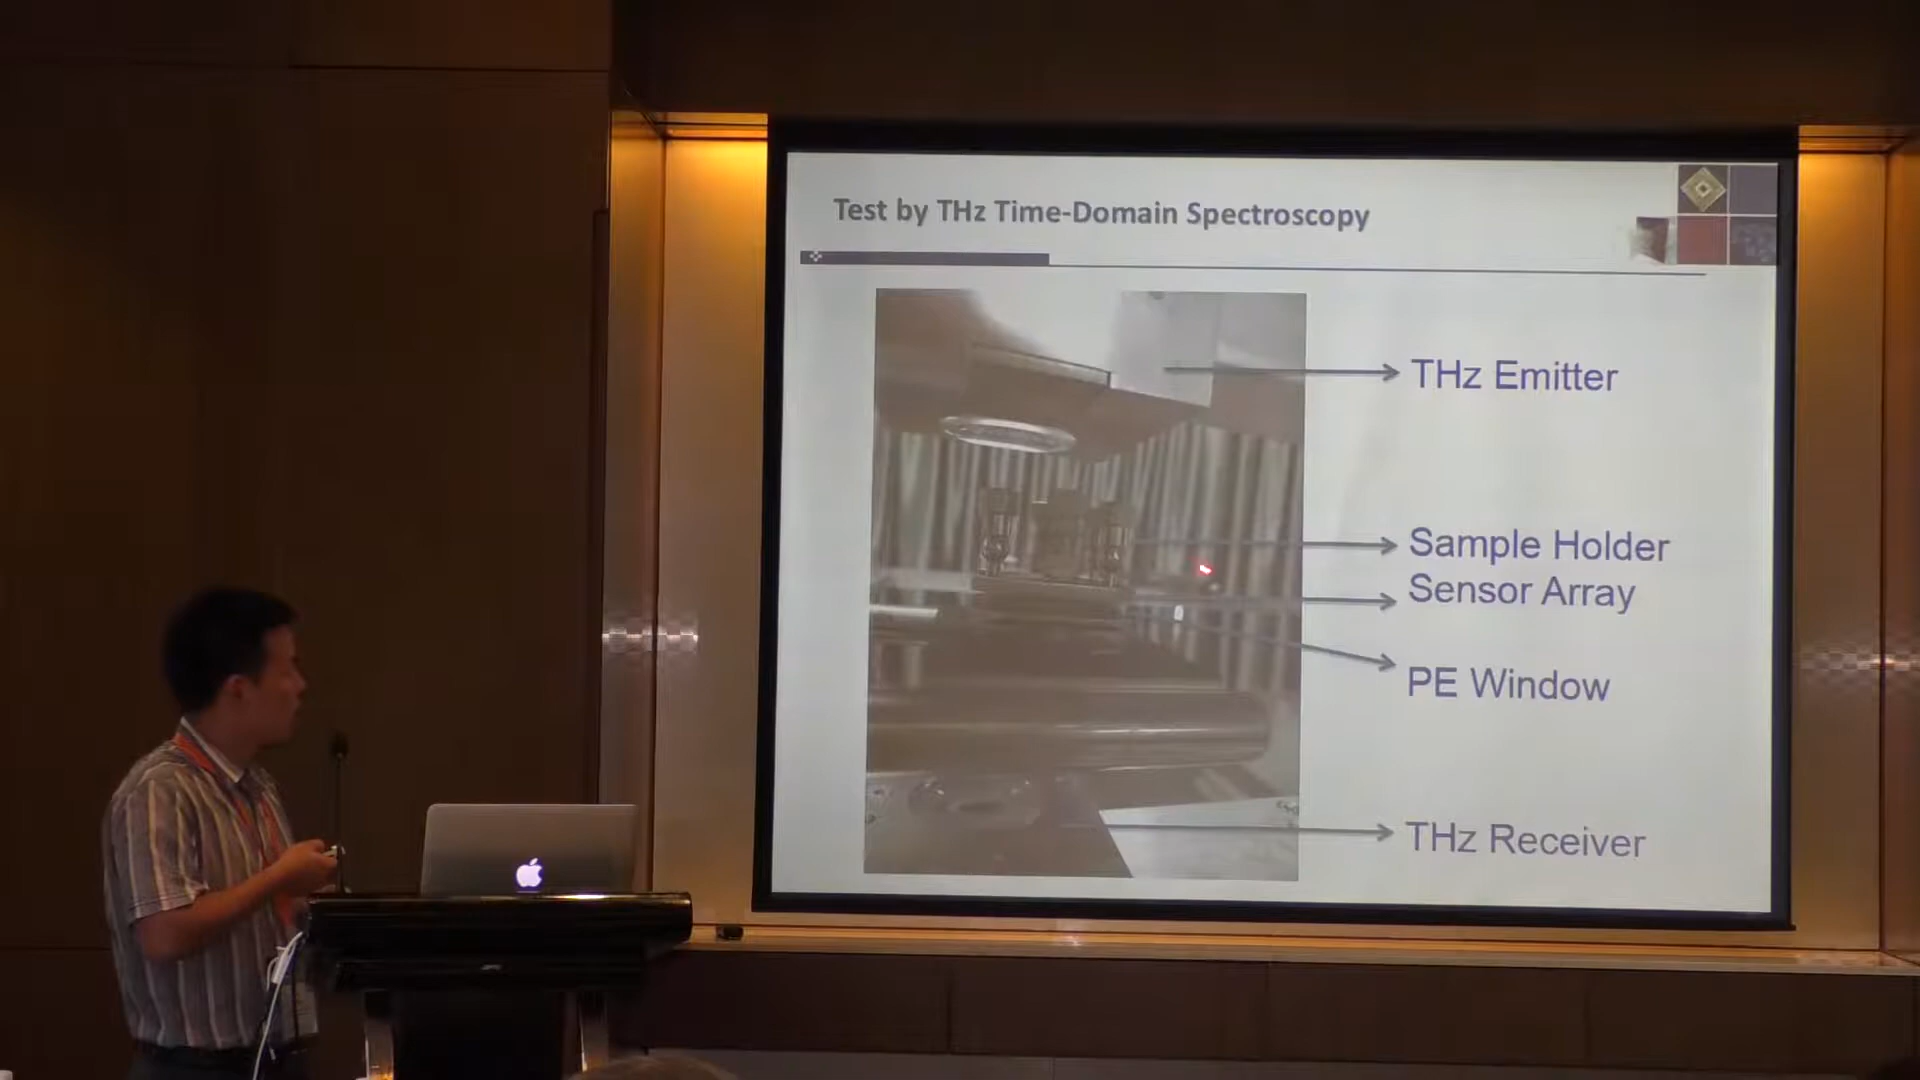 Test by THz Time-Domain Spectroscopy
THz Emitter
Sample Holder
Sensor Array
PE Window
THz Receiver